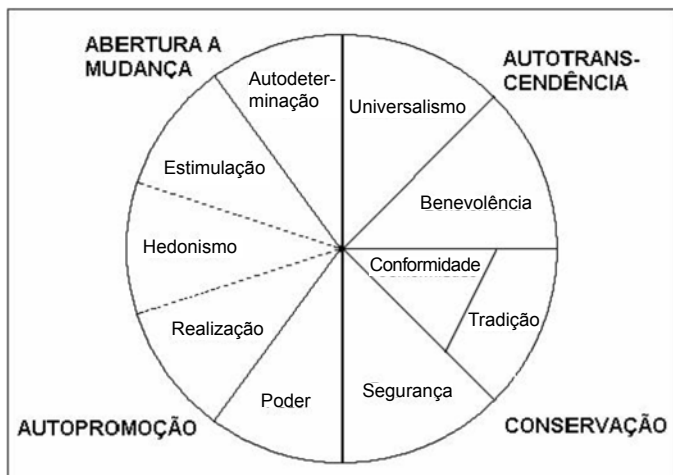 ABERTURA A
MUDANÇA
AUTOTRANS-
CENDÊNCIA
Autodeter-
minação
Universalismo
Estimulação
Benevolência
Hedonismo
Conformidade
Tradição
Realização
Poder
Segurança
AUTOPROMOÇÃO
CONSERVAÇÃO